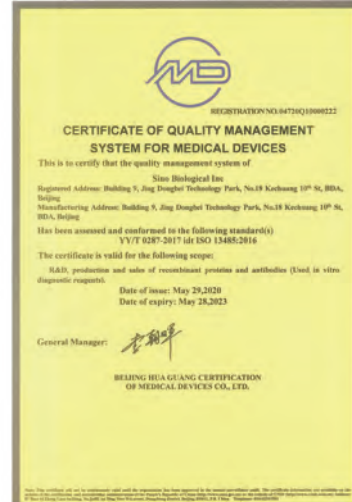 MD
REGISTRATION NO. 04720Q10000222
CERTIFICATE OF QUALITY MANAGEMENT
SYSTEM FOR MEDICAL DEVICES
This is to certify that the quality management system of
Sino Biological Inc
Registered Address: Building 9, Jing Dongbei Technology Park, No.18 Kechuang 10th St, BDA,
Beijing
Manufacturing Address: Building 9, Jing Dongbei Technology Park, No.18 Kechuang 10th St,
BDA, Beijing
Has been assessed and conformed to the following standard(s)
YY/T 0287-2017 idt ISO 13485:2016
The certificate is valid for the following scope:
R&D, production and sales of recombinant proteins and antibodies (Used in vitro
diagnostic reagents).
Date of issue: May 29,2020
Date of expiry: May 28,2023
General Manager:
BEIJING HUA GUANG CERTIFICATION
OF MEDICAL DEVICES CO., LTD.